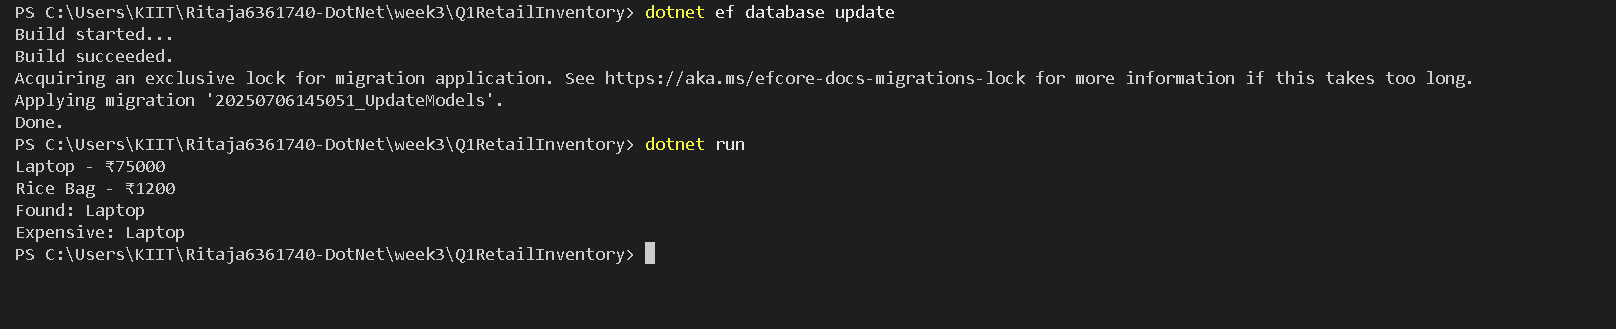 PS C:\Users\KIIT\Ritaja6361740-DotNet\week3\Q1RetailInventory> dotnet ef database update
Build started...
Build succeeded.
Acquiring an exclusive lock for migration application. See https://aka.ms/efcore-docs-migrations-lock for more information if this takes too long.
Applying migration '20250706145051_UpdateModels'.
Done.
PS C:\Users\KIIT\Ritaja6361740-DotNet\week3\Q1RetailInventory> dotnet run
Laptop - ₹75000
Rice Bag - ₹1200
Found: Laptop
Expensive: Laptop
PS C:\Users\KIIT\Ritaja6361740-DotNet\week3\Q1RetailInventory>